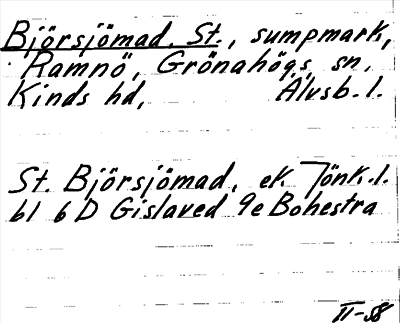 Björsjömad, St., sumpmark,
Ramnö, Grönahögs sn,
Kinds hd, Älvsb. l.
St. Björsjömad, ek. Jönk. l.
bl 6 D Gislaved 9e Bohestra
II-58